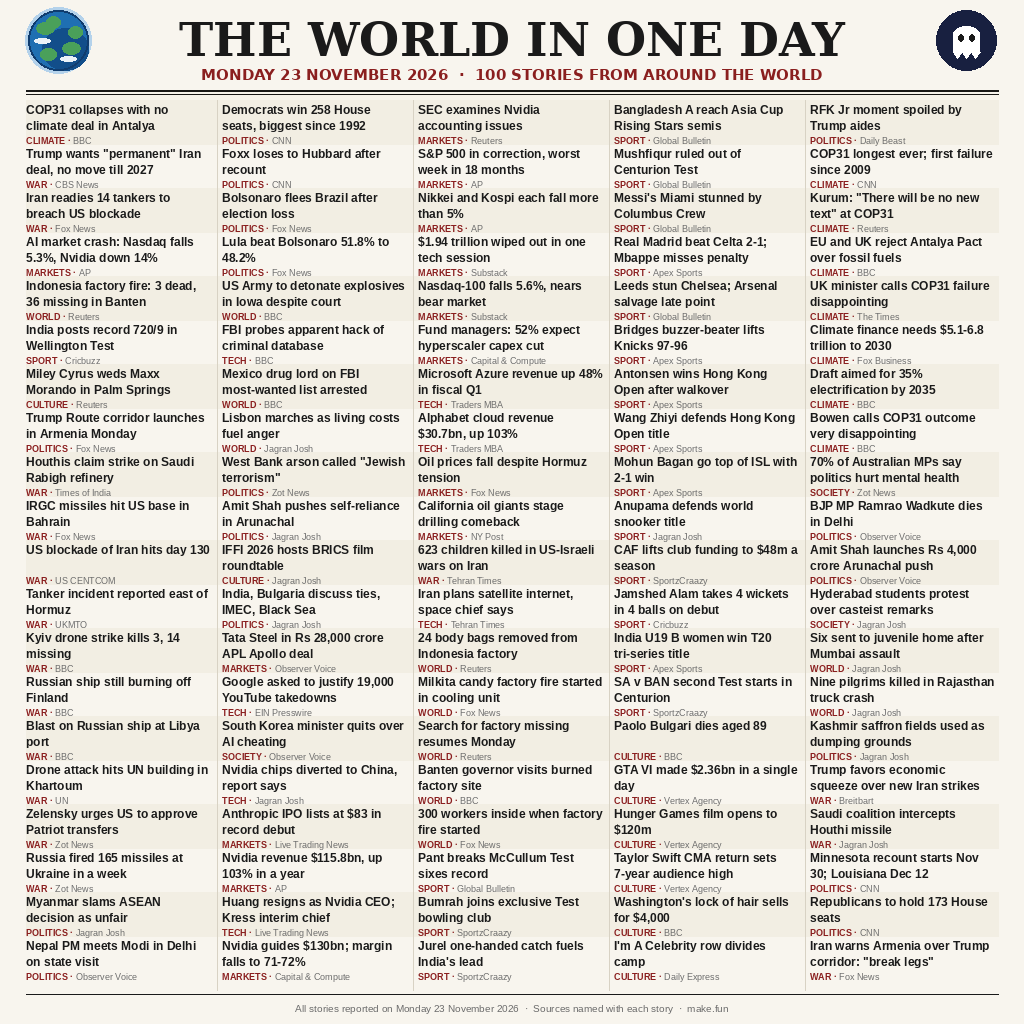 THE WORLD IN ONE DAY
MONDAY 23 NOVEMBER 2026 · 100 STORIES FROM AROUND THE WORLD
COP31 collapses with no
climate deal in Antalya
CLIMATE · BBC
Trump wants "permanent" Iran
deal, no move till 2027
WAR · CBS News
Iran readies 14 tankers to
breach US blockade
WAR · Fox News
AI market crash: Nasdaq falls
5.3%, Nvidia down 14%
MARKETS · AP
Indonesia factory fire: 3 dead,
36 missing in Banten
WORLD · Reuters
India posts record 720/9 in
Wellington Test
SPORT · Cricbuzz
Miley Cyrus weds Maxx
Morando in Palm Springs
CULTURE · Reuters
Trump Route corridor launches
in Armenia Monday
POLITICS · Fox News
Houthis claim strike on Saudi
Rabigh refinery
WAR · Times of India
IRGC missiles hit US base in
Bahrain
WAR · Fox News
US blockade of Iran hits day 130
WAR · US CENTCOM
Tanker incident reported east of
Hormuz
WAR · UKMTO
Kyiv drone strike kills 3, 14
missing
WAR · BBC
Russian ship still burning off
Finland
WAR · BBC
Blast on Russian ship at Libya
port
WAR · BBC
Drone attack hits UN building in
Khartoum
WAR · UN
Zelensky urges US to approve
Patriot transfers
WAR · Zot News
Russia fired 165 missiles at
Ukraine in a week
WAR · Zot News
Myanmar slams ASEAN
decision as unfair
POLITICS · Jagran Josh
Nepal PM meets Modi in Delhi
on state visit
POLITICS · Observer Voice
Democrats win 258 House
seats, biggest since 1992
POLITICS · CNN
Foxx loses to Hubbard after
recount
POLITICS · CNN
Bolsonaro flees Brazil after
election loss
POLITICS · Fox News
Lula beat Bolsonaro 51.8% to
48.2%
POLITICS · Fox News
US Army to detonate explosives
in Iowa despite court
WORLD · BBC
FBI probes apparent hack of
criminal database
TECH · BBC
Mexico drug lord on FBI
most-wanted list arrested
WORLD · BBC
Lisbon marches as living costs
fuel anger
WORLD · Jagran Josh
West Bank arson called "Jewish
terrorism"
POLITICS · Zot News
Amit Shah pushes self-reliance
in Arunachal
POLITICS · Jagran Josh
IFFI 2026 hosts BRICS film
roundtable
CULTURE · Jagran Josh
India, Bulgaria discuss ties,
IMEC, Black Sea
POLITICS · Jagran Josh
Tata Steel in Rs 28,000 crore
APL Apollo deal
MARKETS · Observer Voice
Google asked to justify 19,000
YouTube takedowns
TECH · EIN Presswire
South Korea minister quits over
AI cheating
SOCIETY · Observer Voice
Nvidia chips diverted to China,
report says
TECH · Jagran Josh
Anthropic IPO lists at $83 in
record debut
MARKETS · Live Trading News
Nvidia revenue $115.8bn, up
103% in a year
MARKETS · AP
Huang resigns as Nvidia CEO;
Kress interim chief
TECH · Live Trading News
Nvidia guides $130bn; margin
falls to 71-72%
MARKETS · Capital & Compute
SEC examines Nvidia
accounting issues
MARKETS · Reuters
S&P 500 in correction, worst
week in 18 months
MARKETS · AP
Nikkei and Kospi each fall more
than 5%
MARKETS · AP
$1.94 trillion wiped out in one
tech session
MARKETS · Substack
Nasdaq-100 falls 5.6%, nears
bear market
MARKETS · Substack
Fund managers: 52% expect
hyperscaler capex cut
MARKETS · Capital & Compute
Microsoft Azure revenue up 48%
in fiscal Q1
TECH · Traders MBA
Alphabet cloud revenue
$30.7bn, up 103%
TECH · Traders MBA
Oil prices fall despite Hormuz
tension
MARKETS · Fox News
California oil giants stage
drilling comeback
MARKETS · NY Post
623 children killed in US-Israeli
wars on Iran
WAR · Tehran Times
Iran plans satellite internet,
space chief says
TECH · Tehran Times
24 body bags removed from
Indonesia factory
WORLD · Reuters
Milkita candy factory fire started
in cooling unit
WORLD · Fox News
Search for factory missing
resumes Monday
WORLD · Reuters
Banten governor visits burned
factory site
WORLD · BBC
300 workers inside when factory
fire started
WORLD · Fox News
Pant breaks McCullum Test
sixes record
SPORT · Global Bulletin
Bumrah joins exclusive Test
bowling club
SPORT · SportzCraazy
Jurel one-handed catch fuels
India's lead
SPORT · SportzCraazy
Bangladesh A reach Asia Cup
Rising Stars semis
SPORT · Global Bulletin
Mushfiqur ruled out of
Centurion Test
SPORT · Global Bulletin
Messi's Miami stunned by
Columbus Crew
SPORT · Global Bulletin
Real Madrid beat Celta 2-1;
Mbappe misses penalty
SPORT · Apex Sports
Leeds stun Chelsea; Arsenal
salvage late point
SPORT · Global Bulletin
Bridges buzzer-beater lifts
Knicks 97-96
SPORT · Apex Sports
Antonsen wins Hong Kong
Open after walkover
SPORT · Apex Sports
Wang Zhiyi defends Hong Kong
Open title
SPORT · Apex Sports
Mohun Bagan go top of ISL with
2-1 win
SPORT · Apex Sports
Anupama defends world
snooker title
SPORT · Jagran Josh
CAF lifts club funding to $48m a
season
SPORT · SportzCraazy
Jamshed Alam takes 4 wickets
in 4 balls on debut
SPORT · Cricbuzz
India U19 B women win T20
tri-series title
SPORT · Apex Sports
SA v BAN second Test starts in
Centurion
SPORT · SportzCraazy
Paolo Bulgari dies aged 89
CULTURE · BBC
GTA VI made $2.36bn in a single
day
CULTURE · Vertex Agency
Hunger Games film opens to
$120m
CULTURE · Vertex Agency
Taylor Swift CMA return sets
7-year audience high
CULTURE · Vertex Agency
Washington's lock of hair sells
for $4,000
CULTURE · BBC
I'm A Celebrity row divides
camp
CULTURE · Daily Express
RFK Jr moment spoiled by
Trump aides
POLITICS · Daily Beast
COP31 longest ever; first failure
since 2009
CLIMATE · CNN
Kurum: "There will be no new
text" at COP31
CLIMATE · Reuters
EU and UK reject Antalya Pact
over fossil fuels
CLIMATE · BBC
UK minister calls COP31 failure
disappointing
CLIMATE · The Times
Climate finance needs $5.1-6.8
trillion to 2030
CLIMATE · Fox Business
Draft aimed for 35%
electrification by 2035
CLIMATE · BBC
Bowen calls COP31 outcome
very disappointing
CLIMATE · BBC
70% of Australian MPs say
politics hurt mental health
SOCIETY · Zot News
BJP MP Ramrao Wadkute dies
in Delhi
POLITICS · Observer Voice
Amit Shah launches Rs 4,000
crore Arunachal push
POLITICS · Observer Voice
Hyderabad students protest
over casteist remarks
SOCIETY · Jagran Josh
Six sent to juvenile home after
Mumbai assault
WORLD · Jagran Josh
Nine pilgrims killed in Rajasthan
truck crash
WORLD · Jagran Josh
Kashmir saffron fields used as
dumping grounds
POLITICS · Jagran Josh
Trump favors economic
squeeze over new Iran strikes
WAR · Breitbart
Saudi coalition intercepts
Houthi missile
WAR · Jagran Josh
Minnesota recount starts Nov
30; Louisiana Dec 12
POLITICS · CNN
Republicans to hold 173 House
seats
POLITICS · CNN
Iran warns Armenia over Trump
corridor: "break legs"
WAR · Fox News
All stories reported on Monday 23 November 2026 · Sources named with each story · make.fun